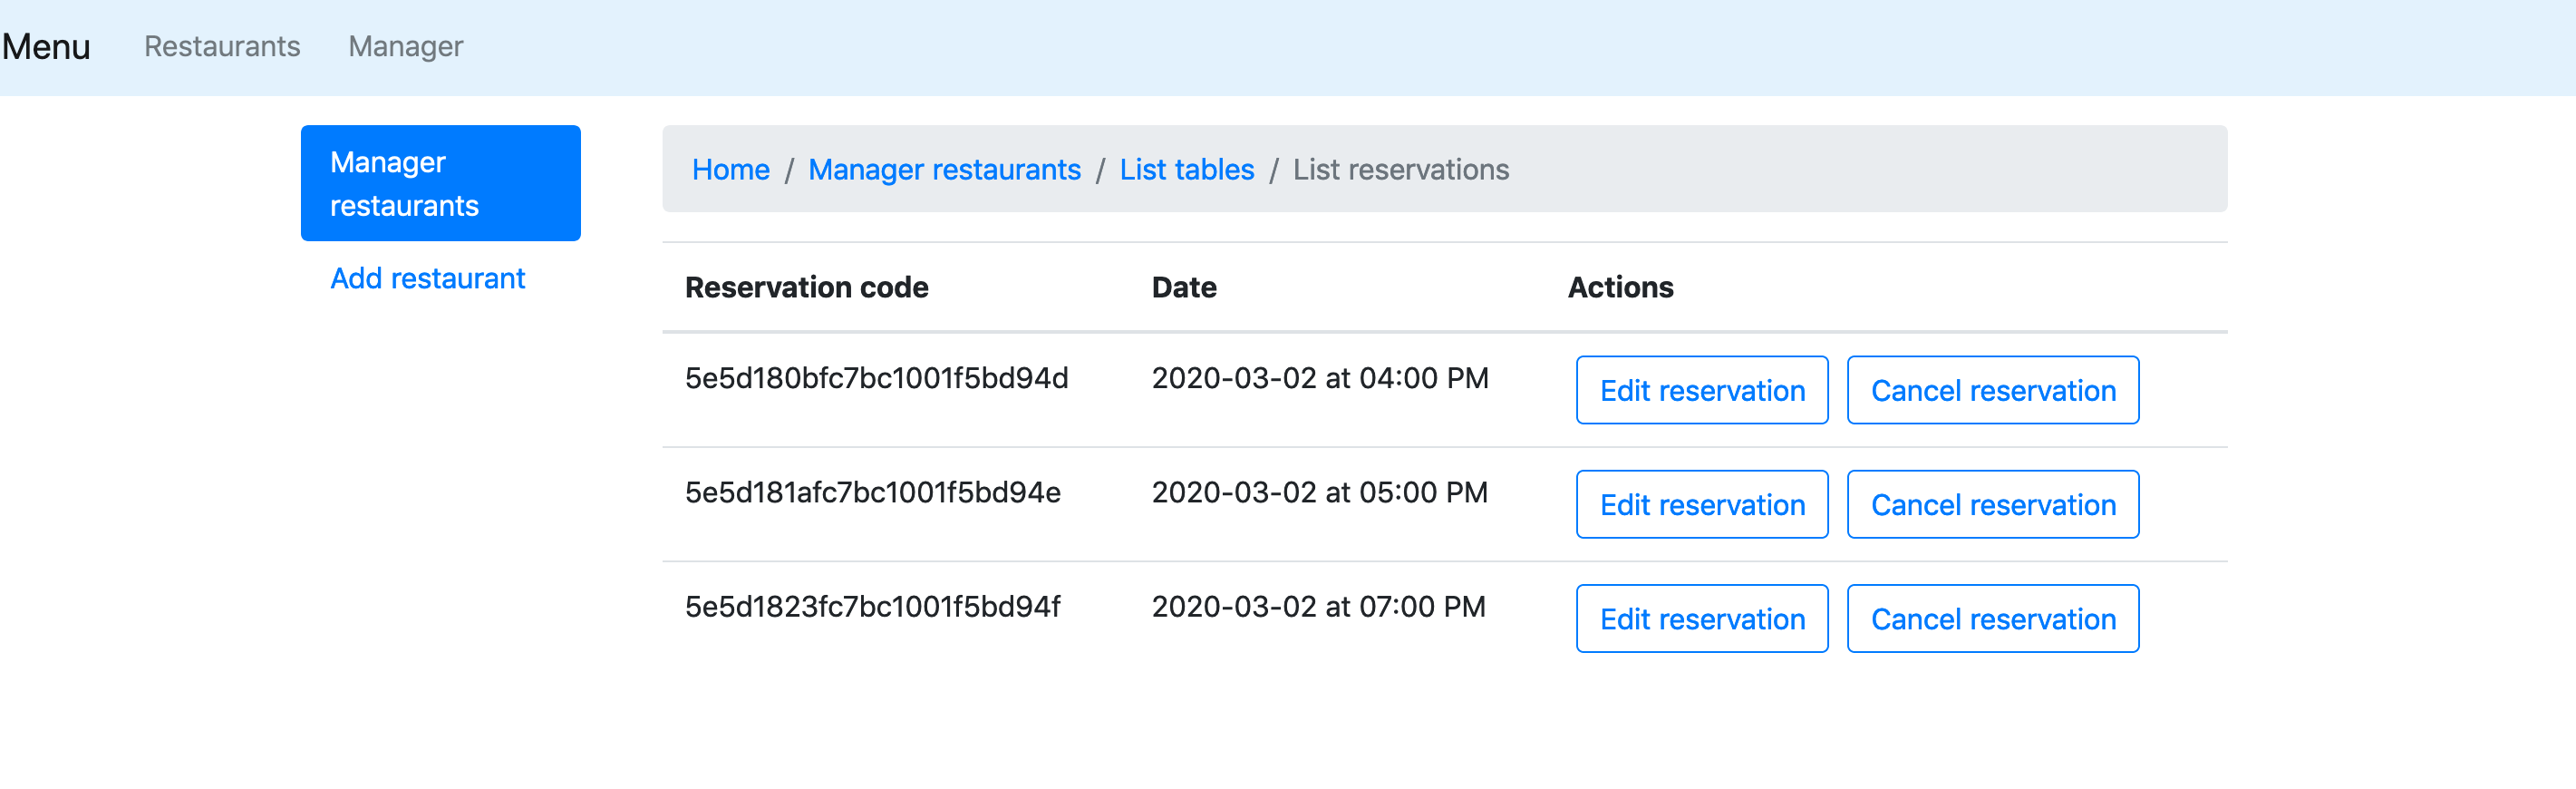 Menu Restaurants Manager
Manager
restaurants
Add restaurant
Home / Manager restaurants / List tables / List reservations
Reservation code Date Actions
5e5d180bfc7bc1001f5bd94d 2020-03-02 at 04:00 PM Edit reservation Cancel reservation
5e5d181afc7bc1001f5bd94e 2020-03-02 at 05:00 PM Edit reservation Cancel reservation
5e5d1823fc7bc1001f5bd94f 2020-03-02 at 07:00 PM Edit reservation Cancel reservation